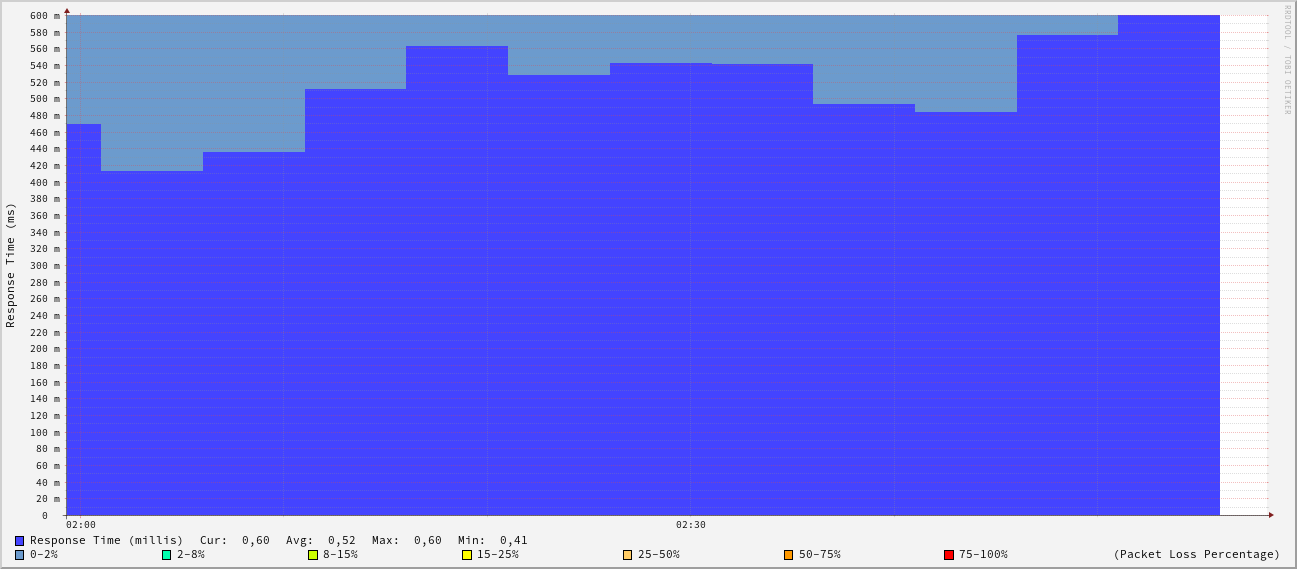 600 m
580 m
560 m
540 m
520 m
500 m
480 m
460 m
440 m
420 m
400 m
380 m
360 m
340 m
320 m
300 m
280 m
260 m
240 m
220 m
200 m
180 m
160 m
140 m
120 m
100 m
80 m
60 m
40 m
20 m
0
Response Time (ms)
RRDTOOL / TOBI OETIKER
02:00 02:30
Response Time (millis) Cur: 0,60 Avg: 0,52 Max: 0,60 Min: 0,41
0-2% 2-8% 8-15% 15-25% 25-50% 50-75% 75-100% (Packet Loss Percentage)